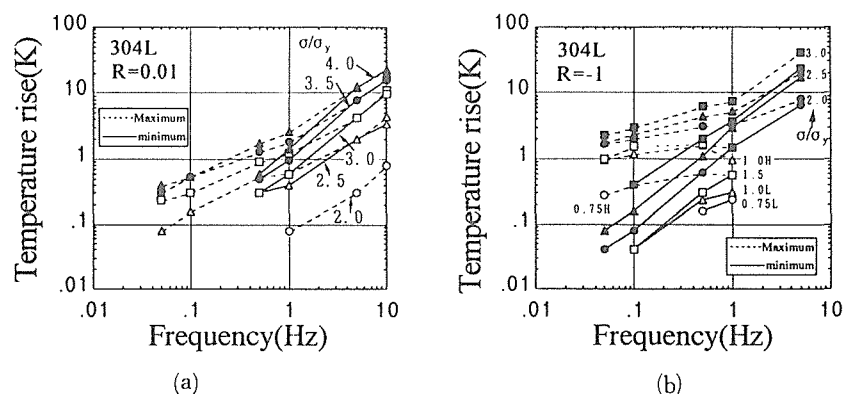 100
10
1
.1
.01
304L
R=0.01
σ/σy
4.0
3.5
3.0
2.5
2.0
Maximum
minimum
Temperature rise(K)
.01
.1
1
10
Frequency(Hz)
(a)
100
10
1
.1
.01
304L
R=-1
3.0
2.5
2.0
σ/σy
1.0H
1.5
1.0L
0.75L
0.75H
Maximum
minimum
Temperature rise(K)
.01
.1
1
10
Frequency(Hz)
(b)